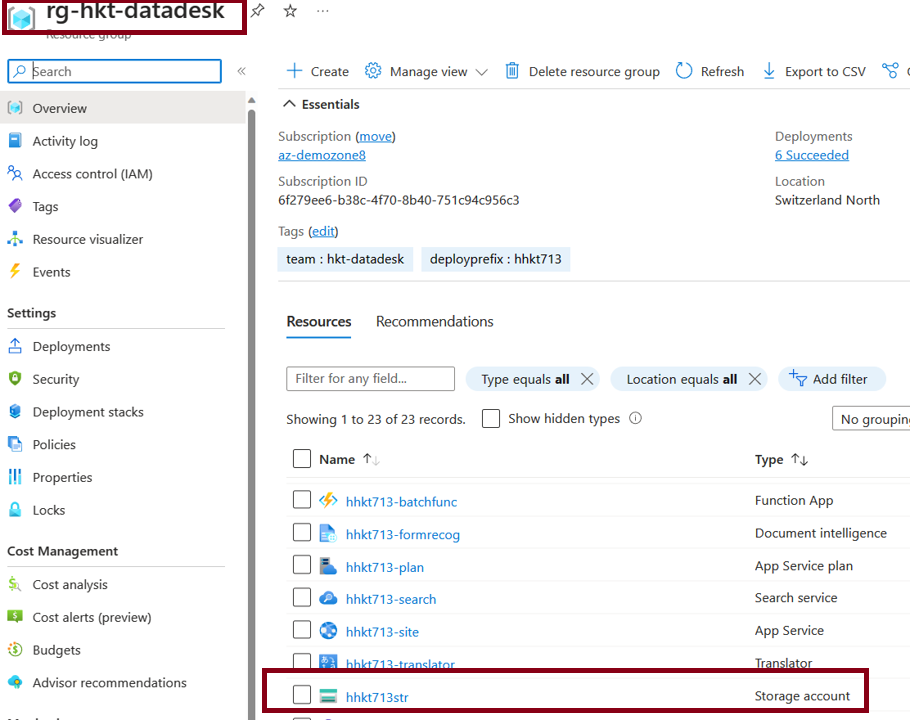 rg-hkt-datadesk
Resource group
Search
Overview
Activity log
Access control (IAM)
Tags
Resource visualizer
Events
Settings
Deployments
Security
Deployment stacks
Policies
Properties
Locks
Cost Management
Cost analysis
Cost alerts (preview)
Budgets
Advisor recommendations
Create Manage view Delete resource group Refresh Export to CSV
Essentials
Subscription (move)
az-demozone8
Subscription ID
6f279ee6-b38c-4f70-8b40-751c94c956c3
Deployments
6 Succeeded
Location
Switzerland North
Tags (edit)
team : hkt-datadesk deployprefix : hhkt713
Resources Recommendations
Filter for any field... Type equals all Location equals all Add filter
Showing 1 to 23 of 23 records. Show hidden types No grouping
Name Type
hhkt713-batchfunc Function App
hhkt713-formrecog Document intelligence
hhkt713-plan App Service plan
hhkt713-search Search service
hhkt713-site App Service
hhkt713-translator Translator
hhkt713str Storage account